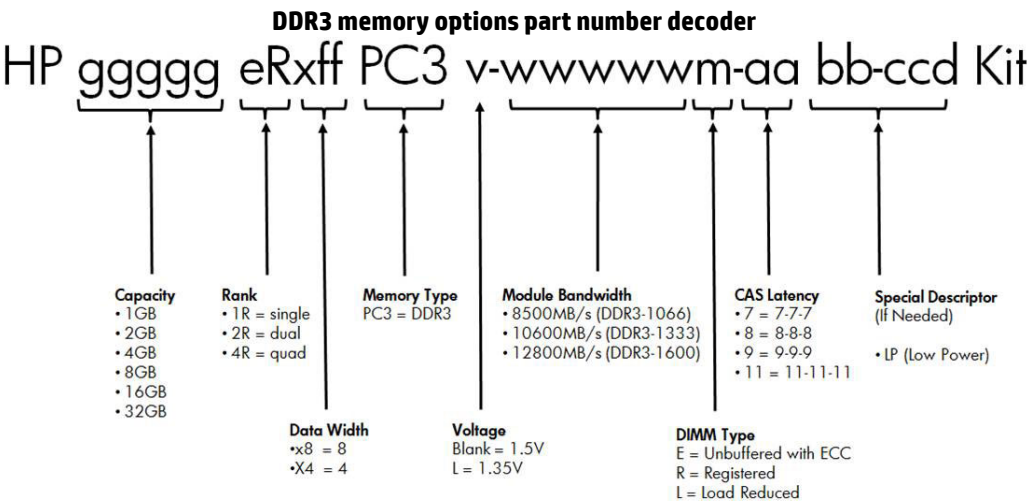 DDR3 memory options part number decoder
HP ggggg eRxff PC3 v-wwwwwm-aa bb-ccd Kit
Capacity
• 1GB
• 2GB
• 4GB
• 8GB
• 16GB
• 32GB
Rank
• 1R = single
• 2R = dual
• 4R = quad
Memory Type
PC3 = DDR3
Module Bandwidth
• 8500MB/s (DDR3-1066)
• 10600MB/s (DDR3-1333)
• 12800MB/s (DDR3-1600)
CAS Latency
• 7 = 7-7-7
• 8 = 8-8-8
• 9 = 9-9-9
• 11 = 11-11-11
Special Descriptor
(If Needed)
• LP (Low Power)
Data Width
•x8 = 8
•X4 = 4
Voltage
Blank = 1.5V
L = 1.35V
DIMM Type
E = Unbuffered with ECC
R = Registered
L = Load Reduced